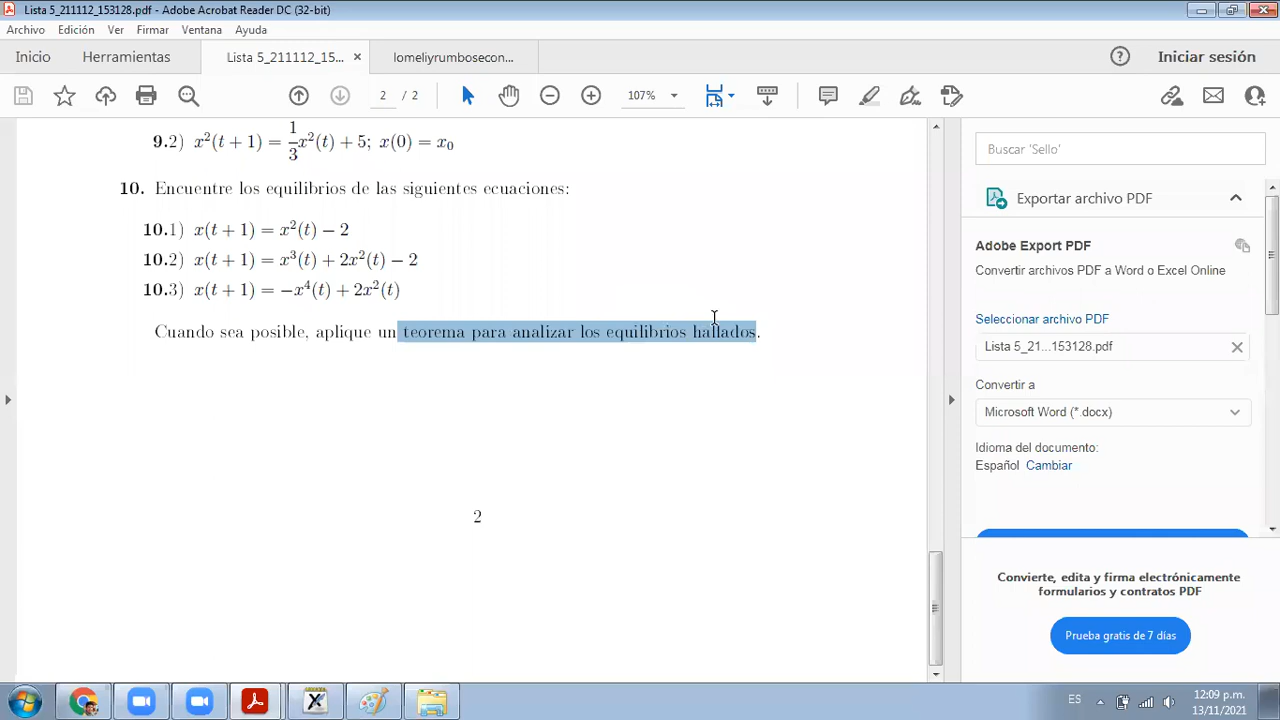 Lista 5_211112_153128.pdf - Adobe Acrobat Reader DC (32-bit)
Archivo Edición Ver Firmar Ventana Ayuda
Inicio Herramientas Lista 5_211112_15... × lomeliyrumbosecon... Iniciar sesión
2 / 2 107%
9.2) x²(t + 1) = 1/3 x²(t) + 5; x(0) = x₀
10. Encuentre los equilibrios de las siguientes ecuaciones:
10.1) x(t + 1) = x²(t) − 2
10.2) x(t + 1) = x³(t) + 2x²(t) − 2
10.3) x(t + 1) = −x⁴(t) + 2x²(t)
Cuando sea posible, aplique un teorema para analizar los equilibrios hallados.
2
Buscar 'Sello'
Exportar archivo PDF
Adobe Export PDF
Convertir archivos PDF a Word o Excel Online
Seleccionar archivo PDF
Lista 5_21...153128.pdf
Convertir a
Microsoft Word (*.docx)
Idioma del documento:
Español Cambiar
Convierte, edita y firma electrónicamente
formularios y contratos PDF
Prueba gratis de 7 días
ES
12:09 p.m.
13/11/2021